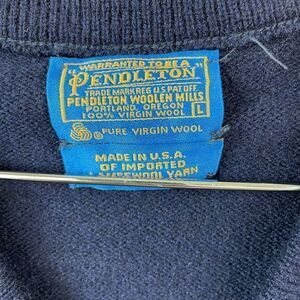 "WARRANTED TO BE A
"PENDLETON"
TRADE MARK REG. U.S. PAT. OFF.
PENDLETON WOOLEN MILLS
PORTLAND, OREGON
100% VIRGIN WOOL
L
PURE VIRGIN WOOL
MADE IN U.S.A.
OF IMPORTED
LAMBSWOOL YARN